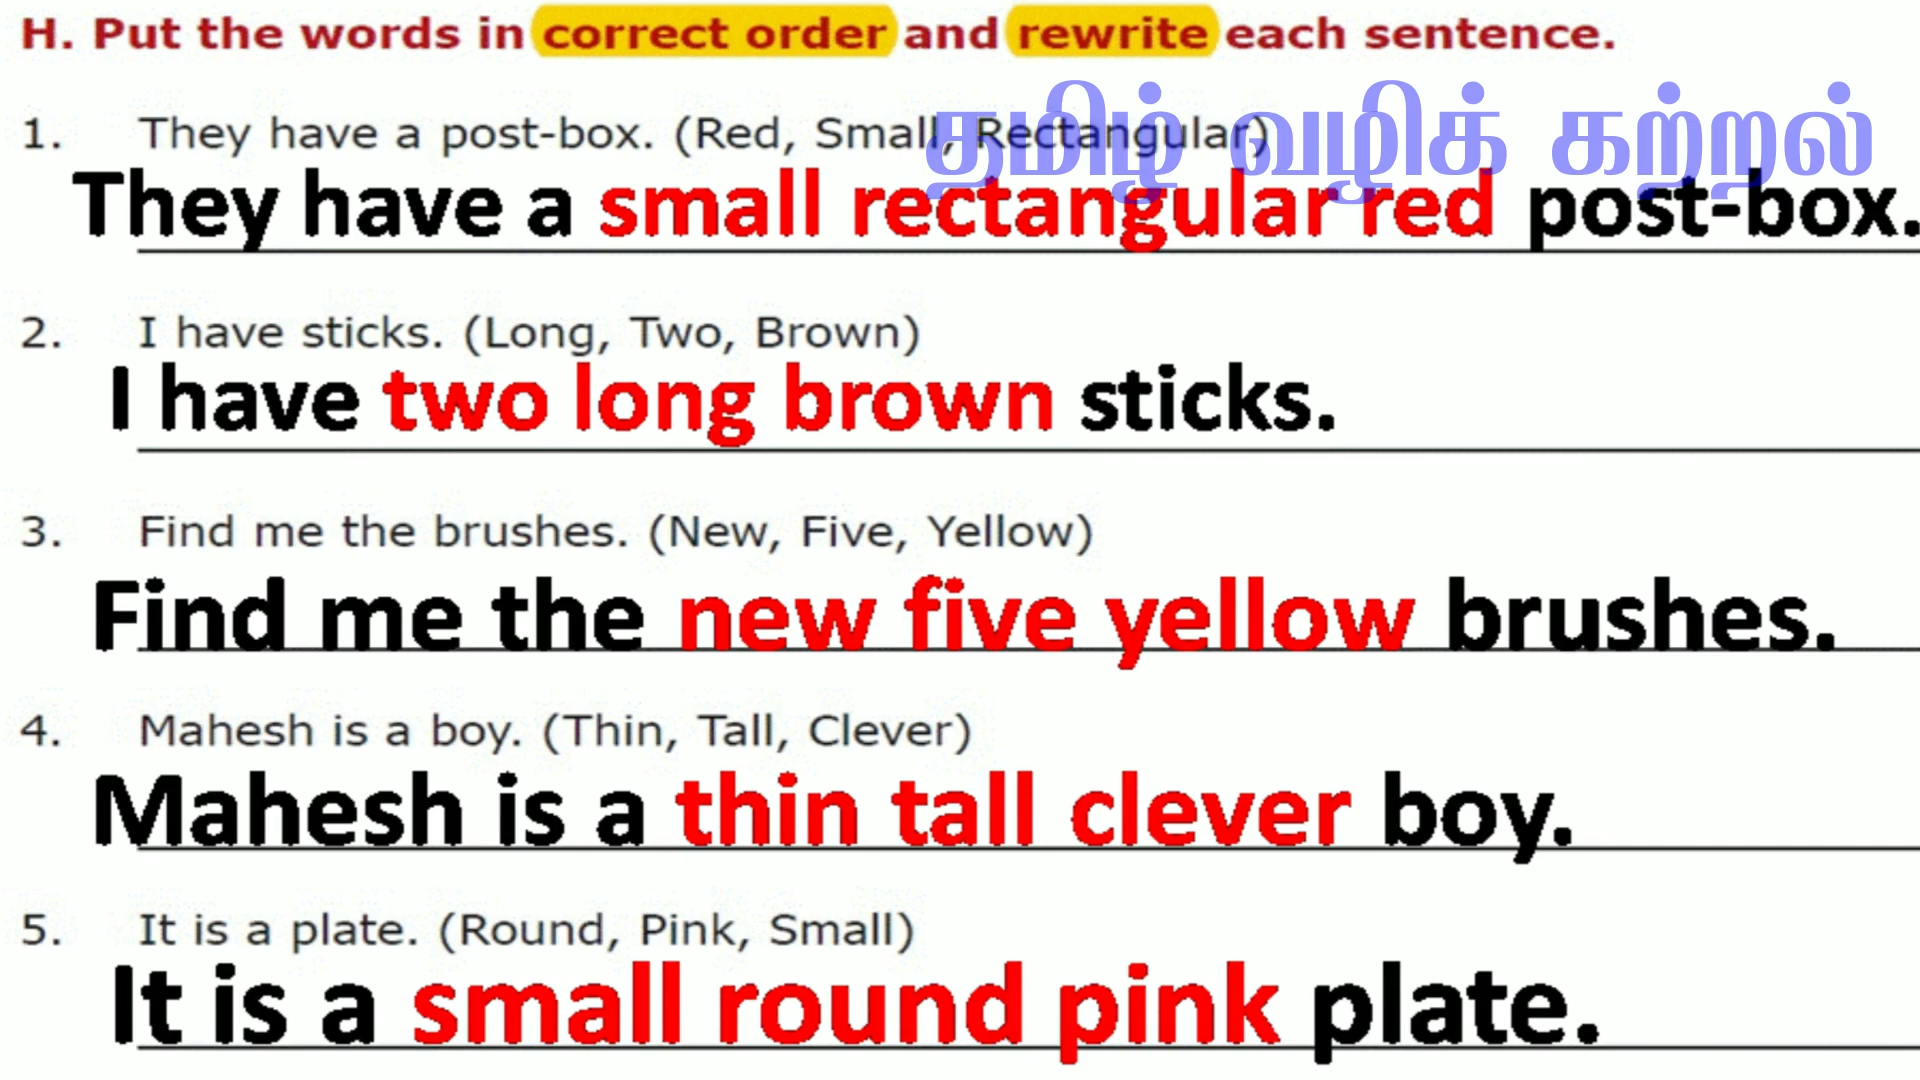 H. Put the words in correct order and rewrite each sentence.
தமிழ் வழிக் கற்றல்
1. They have a post-box. (Red, Small, Rectangular)
They have a small rectangular red post-box.
2. I have sticks. (Long, Two, Brown)
I have two long brown sticks.
3. Find me the brushes. (New, Five, Yellow)
Find me the new five yellow brushes.
4. Mahesh is a boy. (Thin, Tall, Clever)
Mahesh is a thin tall clever boy.
5. It is a plate. (Round, Pink, Small)
It is a small round pink plate.